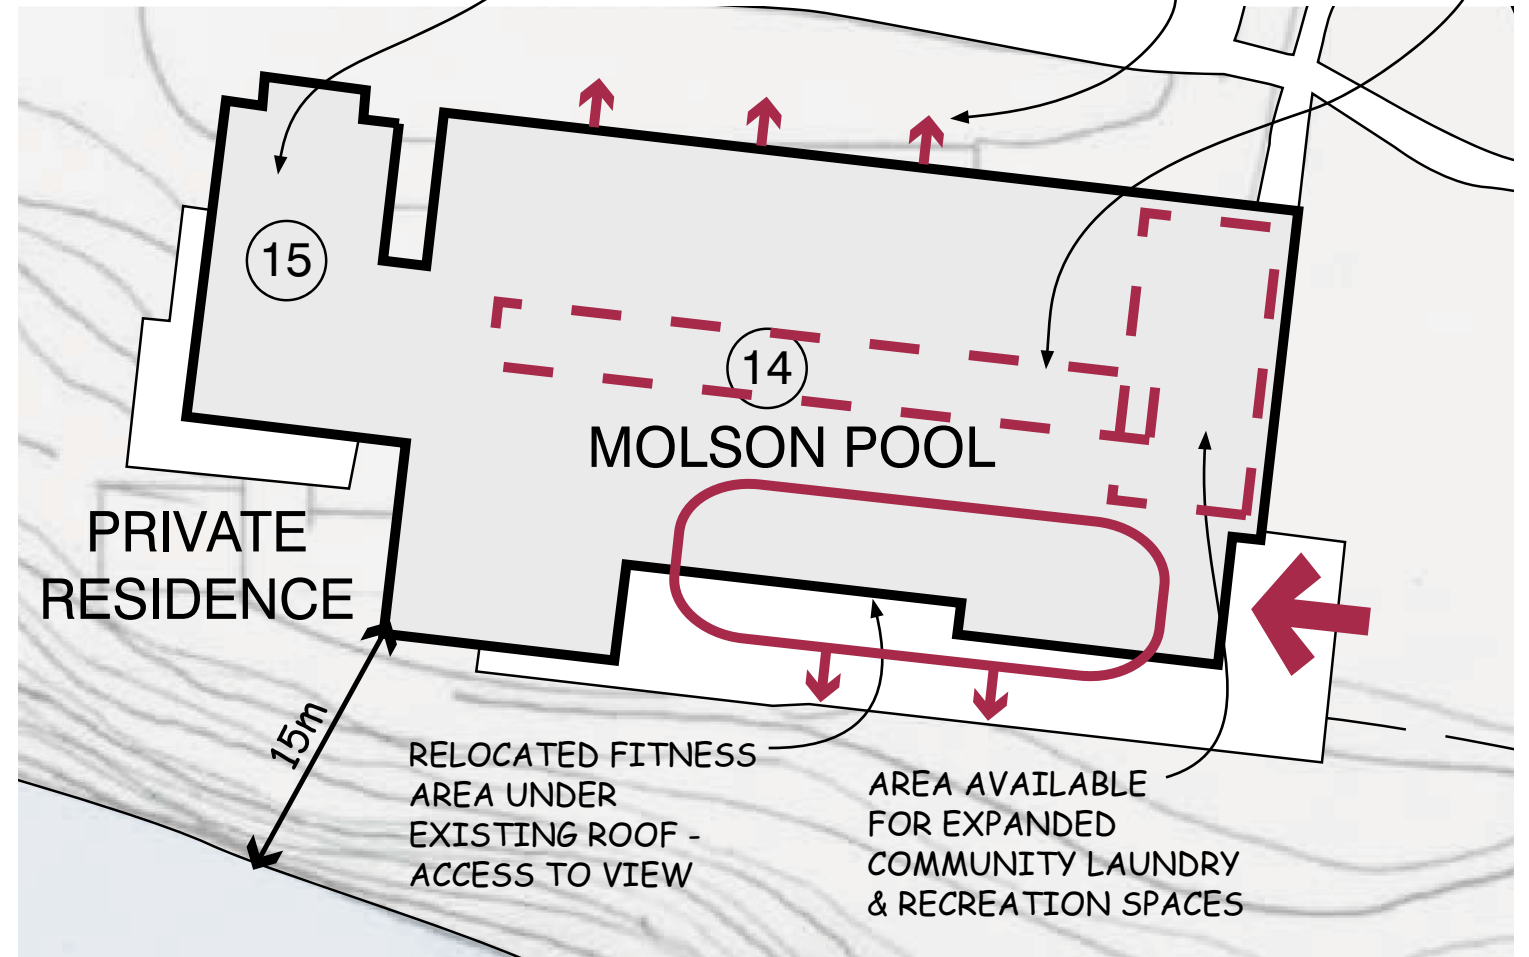 15
14
MOLSON POOL
PRIVATE
RESIDENCE
15m
RELOCATED FITNESS
AREA UNDER
EXISTING ROOF -
ACCESS TO VIEW
AREA AVAILABLE
FOR EXPANDED
COMMUNITY LAUNDRY
& RECREATION SPACES